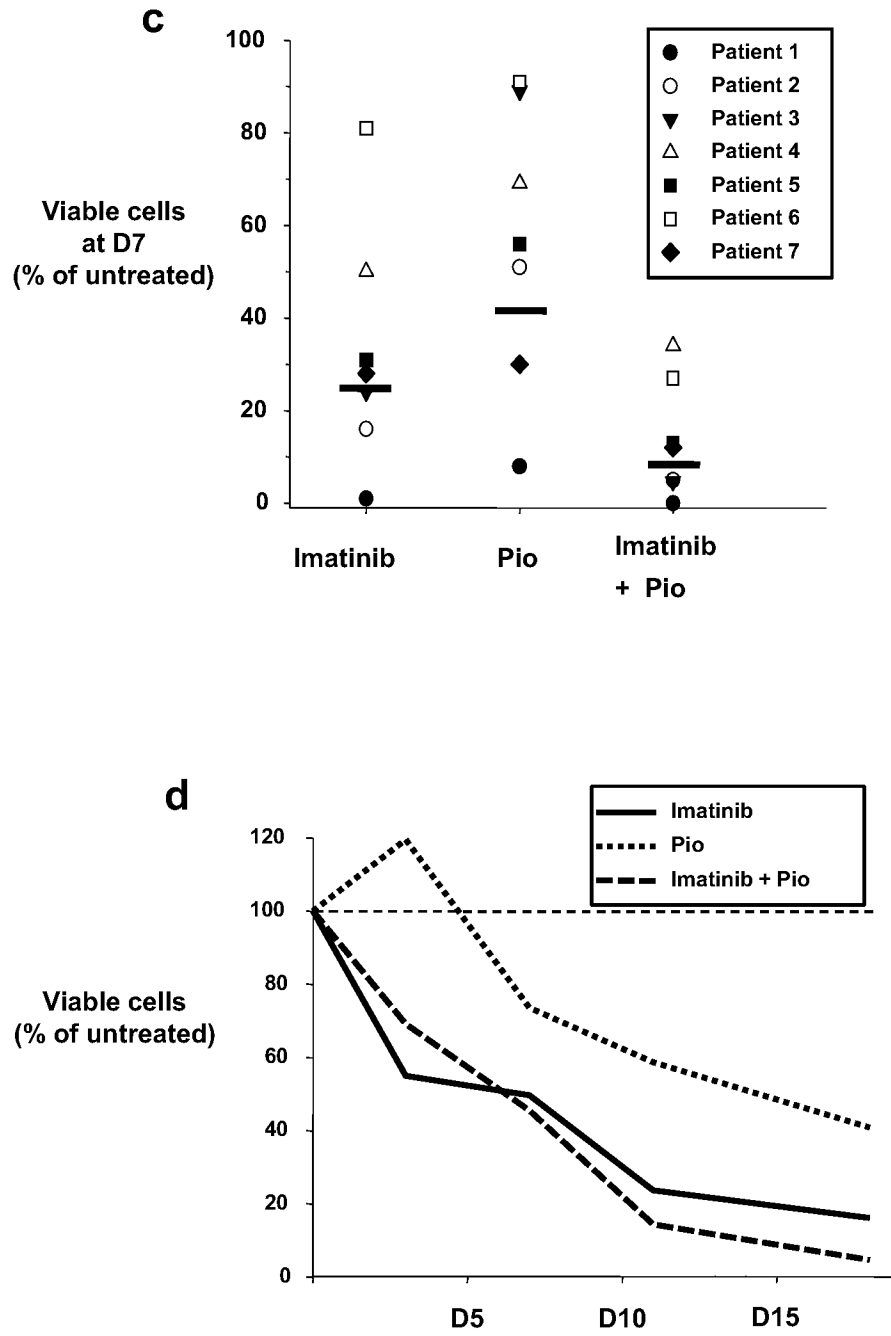 c
100
80
60
40
20
0
Viable cells
at D7
(% of untreated)
Patient 1
Patient 2
Patient 3
Patient 4
Patient 5
Patient 6
Patient 7
Imatinib
Pio
Imatinib
+ Pio
d
Imatinib
Pio
Imatinib + Pio
120
100
80
60
40
20
0
Viable cells
(% of untreated)
D5
D10
D15